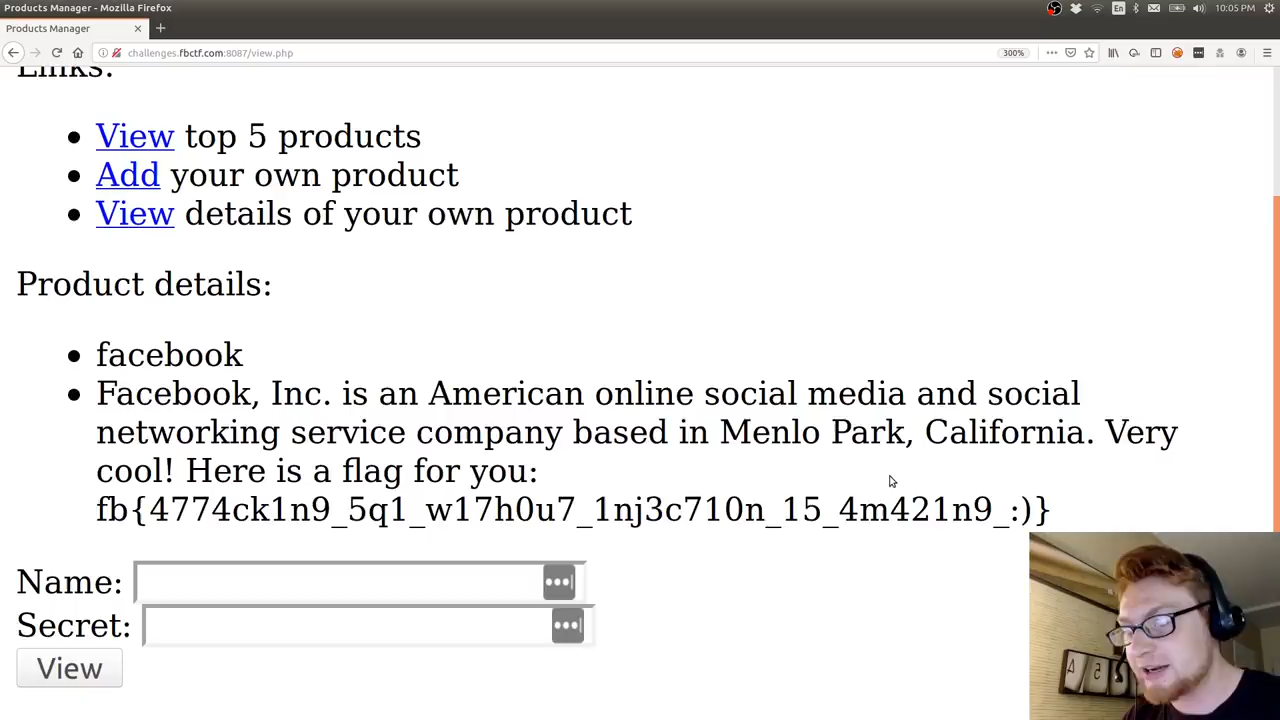 Products Manager - Mozilla Firefox
En
10:05 PM
Products Manager
challenges.fbctf.com:8087/view.php
300%
Links:
View top 5 products
Add your own product
View details of your own product
Product details:
facebook
Facebook, Inc. is an American online social media and social
networking service company based in Menlo Park, California. Very
cool! Here is a flag for you:
fb{4774ck1n9_5q1_w17h0u7_1nj3c710n_15_4m421n9_:)}
Name:
Secret:
View